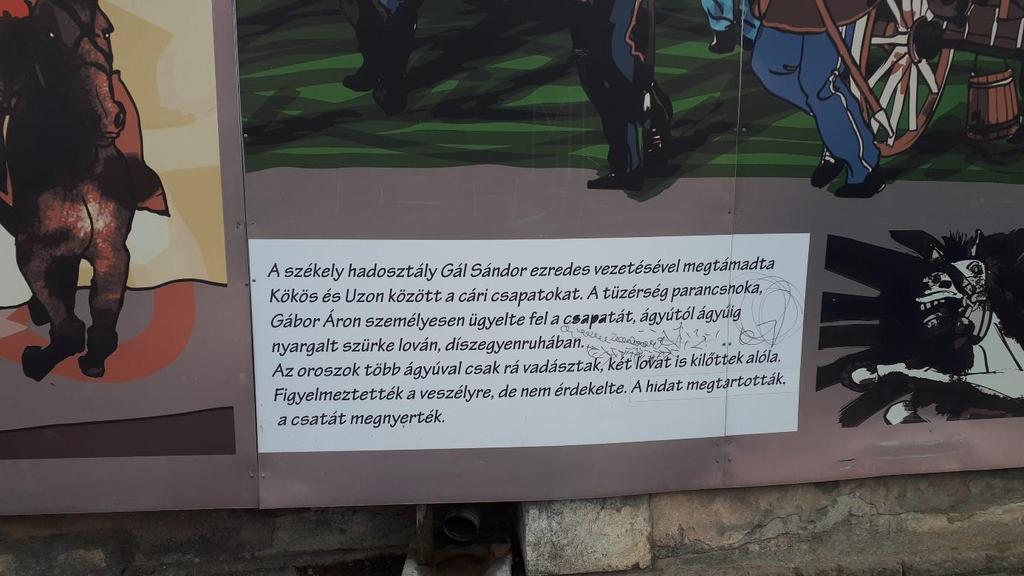 A székely hadosztály Gál Sándor ezredes vezetésével megtámadta
Kökös és Uzon között a cári csapatokat. A tüzérség parancsnoka,
Gábor Áron személyesen ügyelte fel a csapatát, ágyútól ágyúig
nyargalt szürke lován, díszegyenruhában.
Az oroszok több ágyúval csak rá vadásztak, két lovat is kilőttek alóla.
Figyelmeztették a veszélyre, de nem érdekelte. A hidat megtartották,
a csatát megnyerték.